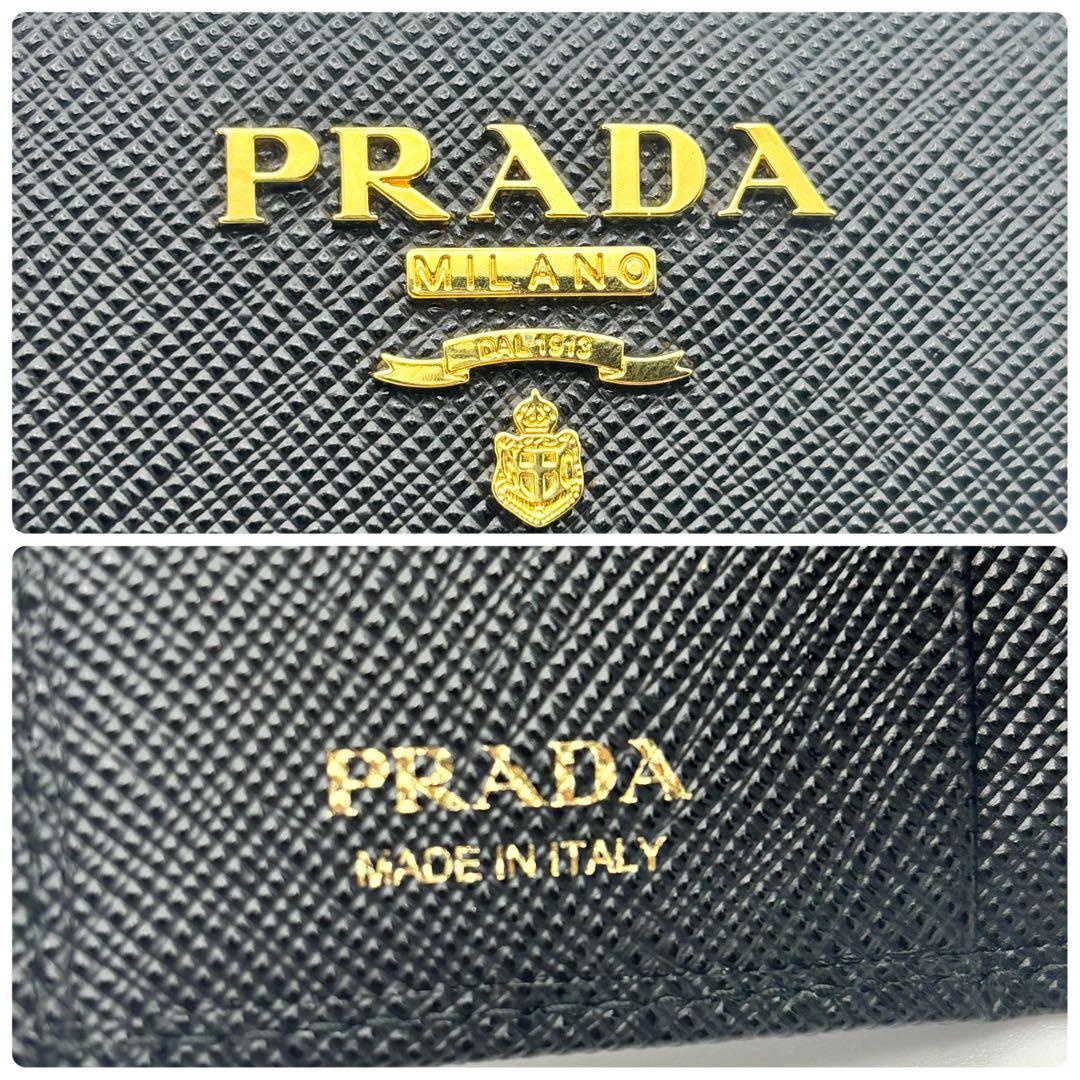 PRADA
MILANO
DAL 1913
PRADA
MADE IN ITALY